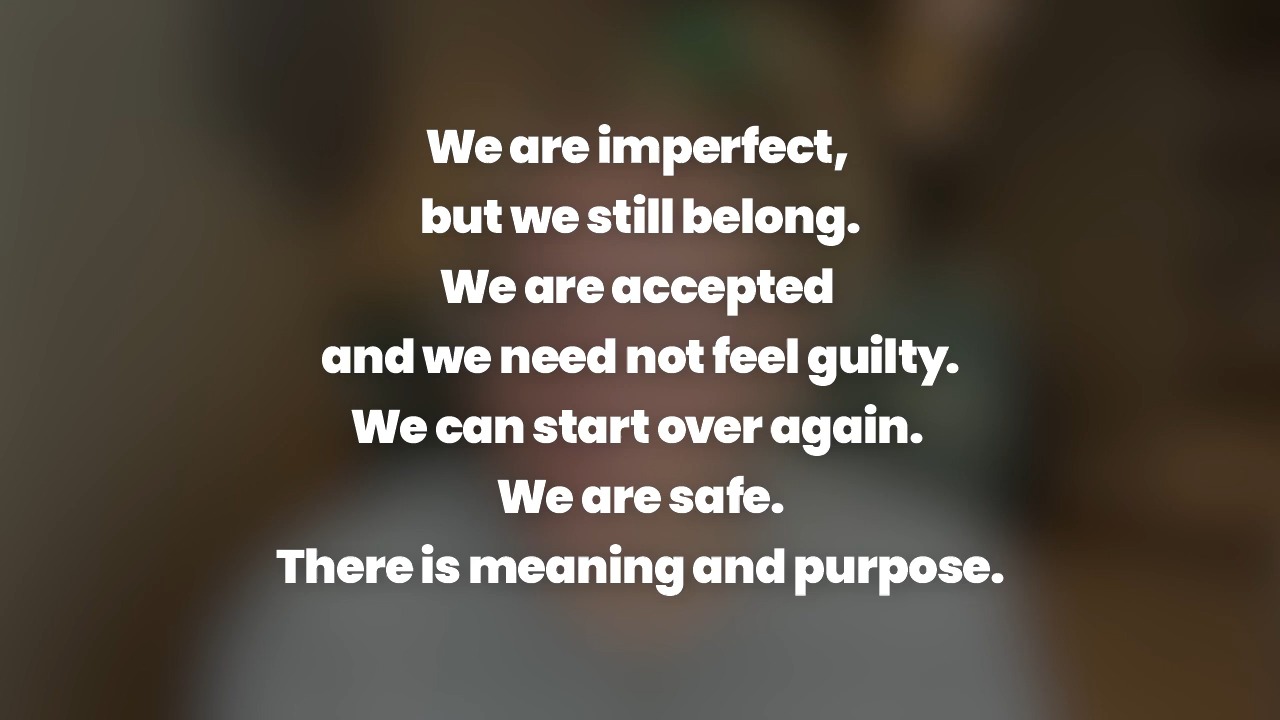 We are imperfect,
but we still belong.
We are accepted
and we need not feel guilty.
We can start over again.
We are safe.
There is meaning and purpose.